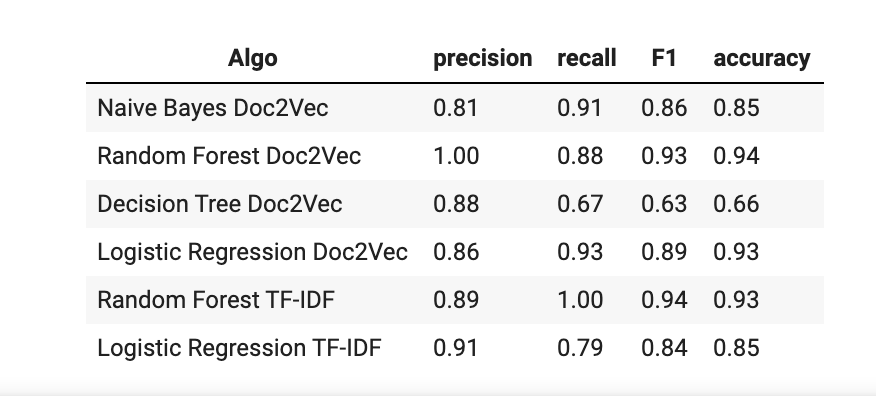 Algo precision recall F1 accuracy
Naive Bayes Doc2Vec 0.81 0.91 0.86 0.85
Random Forest Doc2Vec 1.00 0.88 0.93 0.94
Decision Tree Doc2Vec 0.88 0.67 0.63 0.66
Logistic Regression Doc2Vec 0.86 0.93 0.89 0.93
Random Forest TF-IDF 0.89 1.00 0.94 0.93
Logistic Regression TF-IDF 0.91 0.79 0.84 0.85